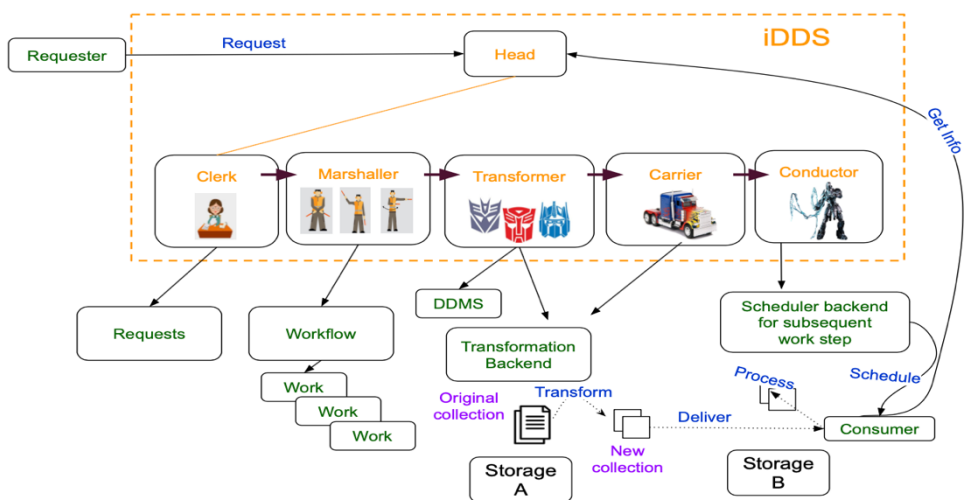 iDDS
Requester
Request
Head
Get Info
Clerk
Marshaller
Transformer
Carrier
Conductor
DDMS
Requests
Workflow
Transformation
Backend
Scheduler backend
for subsequent
work step
Work
Work
Work
Original
collection
Transform
Process
Schedule
Deliver
Consumer
New
collection
Storage
A
Storage
B